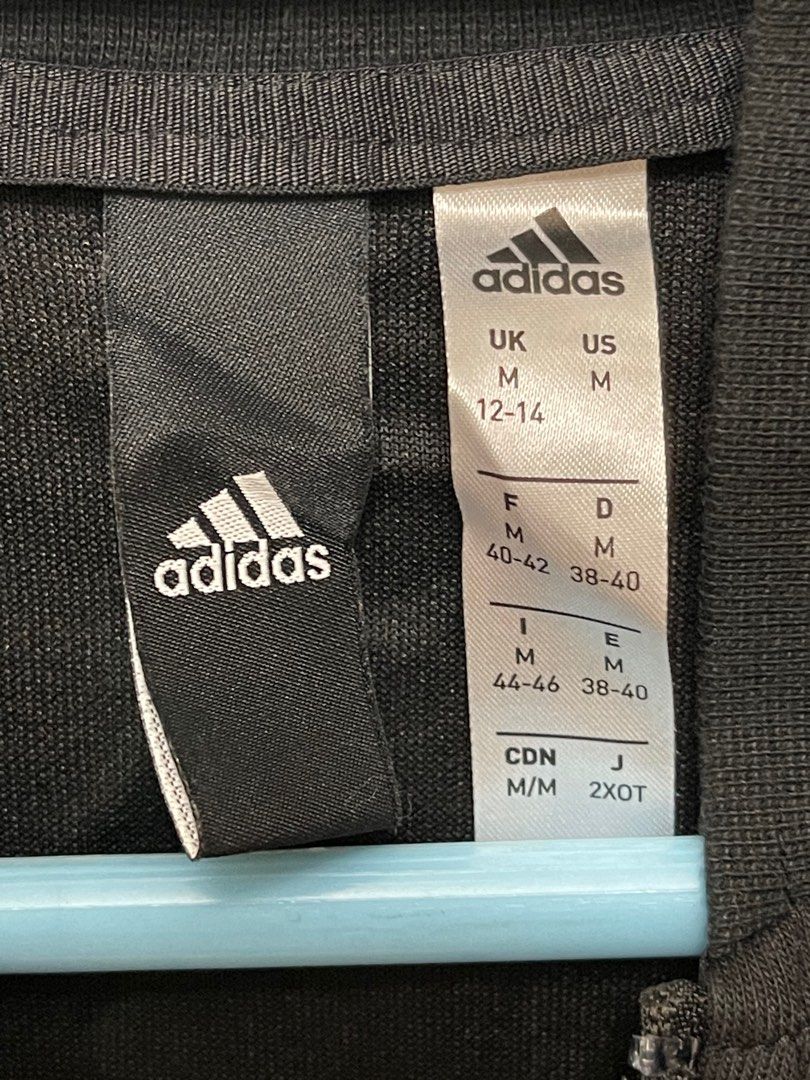 adidas
adidas
UK US
M M
12-14
F D
M M
40-42 38-40
I E
M M
44-46 38-40
CDN J
M/M 2XOT